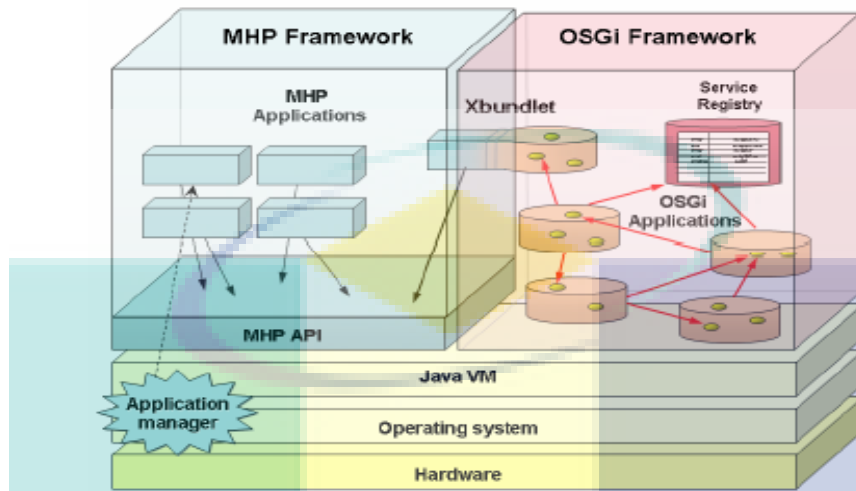 MHP Framework
OSGi Framework
MHP
Applications
Xbundlet
Service
Registry
OSGi
Applications
MHP API
Java VM
Application
manager
Operating system
Hardware